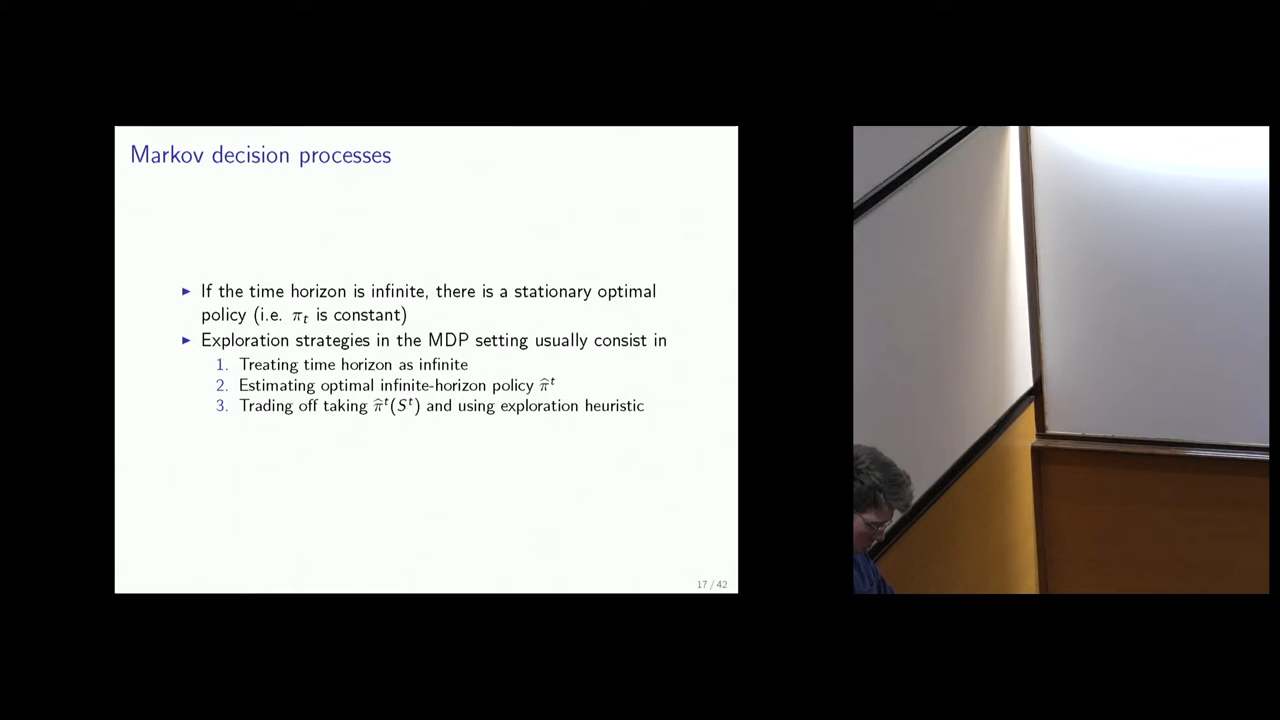 Markov decision processes
▶ If the time horizon is infinite, there is a stationary optimal
policy (i.e. πₜ is constant)
▶ Exploration strategies in the MDP setting usually consist in
1. Treating time horizon as infinite
2. Estimating optimal infinite-horizon policy π̂ᵗ
3. Trading off taking π̂ᵗ(Sᵗ) and using exploration heuristic
17 / 42